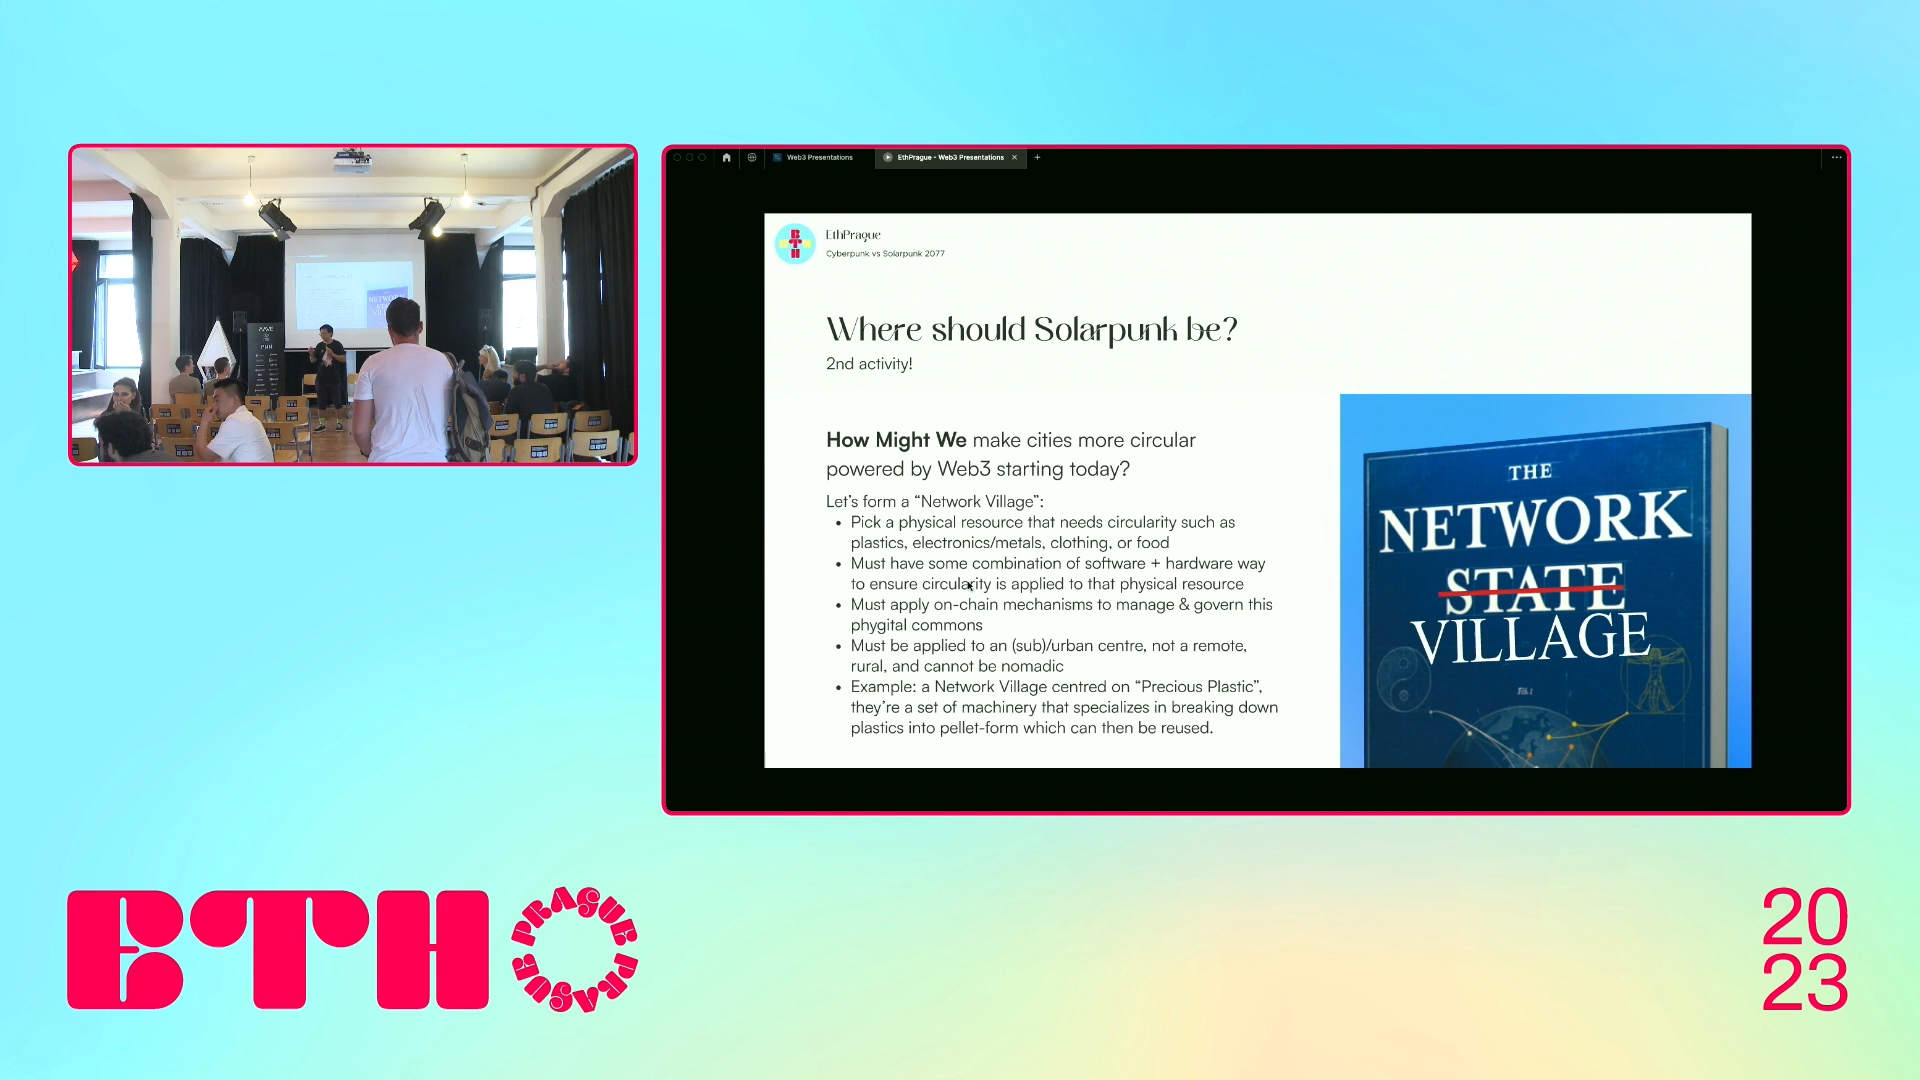 Web3 Presentations
EthPrague - Web3 Presentations
EthPrague
Cyberpunk vs Solarpunk 2077
Where should Solarpunk be?
2nd activity!
How Might We make cities more circular
powered by Web3 starting today?
Let's form a “Network Village”:
• Pick a physical resource that needs circularity such as
plastics, electronics/metals, clothing, or food
• Must have some combination of software + hardware way
to ensure circularity is applied to that physical resource
• Must apply on-chain mechanisms to manage & govern this
phygital commons
• Must be applied to an (sub)/urban centre, not a remote,
rural, and cannot be nomadic
• Example: a Network Village centred on “Precious Plastic”,
they’re a set of machinery that specializes in breaking down
plastics into pellet-form which can then be reused.
THE
NETWORK
STATE
VILLAGE
AAVE
ETH
PRAGUE PRAGUE
20
23